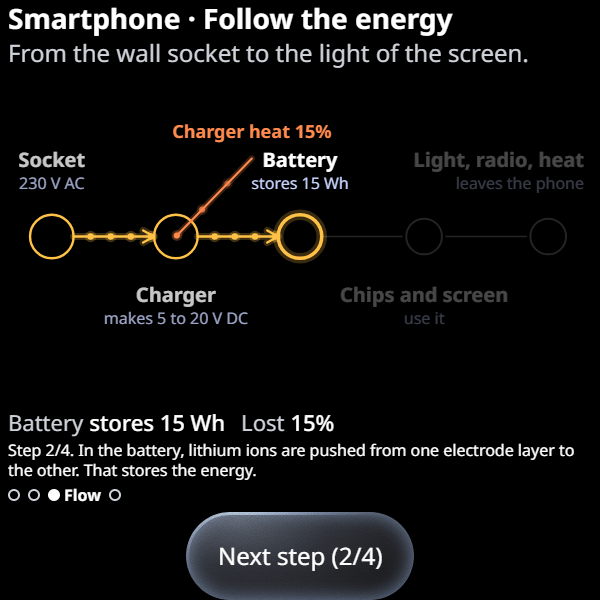 Smartphone · Follow the energy
From the wall socket to the light of the screen.
Charger heat 15%
Socket
230 V AC
Battery
stores 15 Wh
Light, radio, heat
leaves the phone
Charger
makes 5 to 20 V DC
Chips and screen
use it
Battery stores 15 Wh Lost 15%
Step 2/4. In the battery, lithium ions are pushed from one electrode layer to
the other. That stores the energy.
Flow
Next step (2/4)